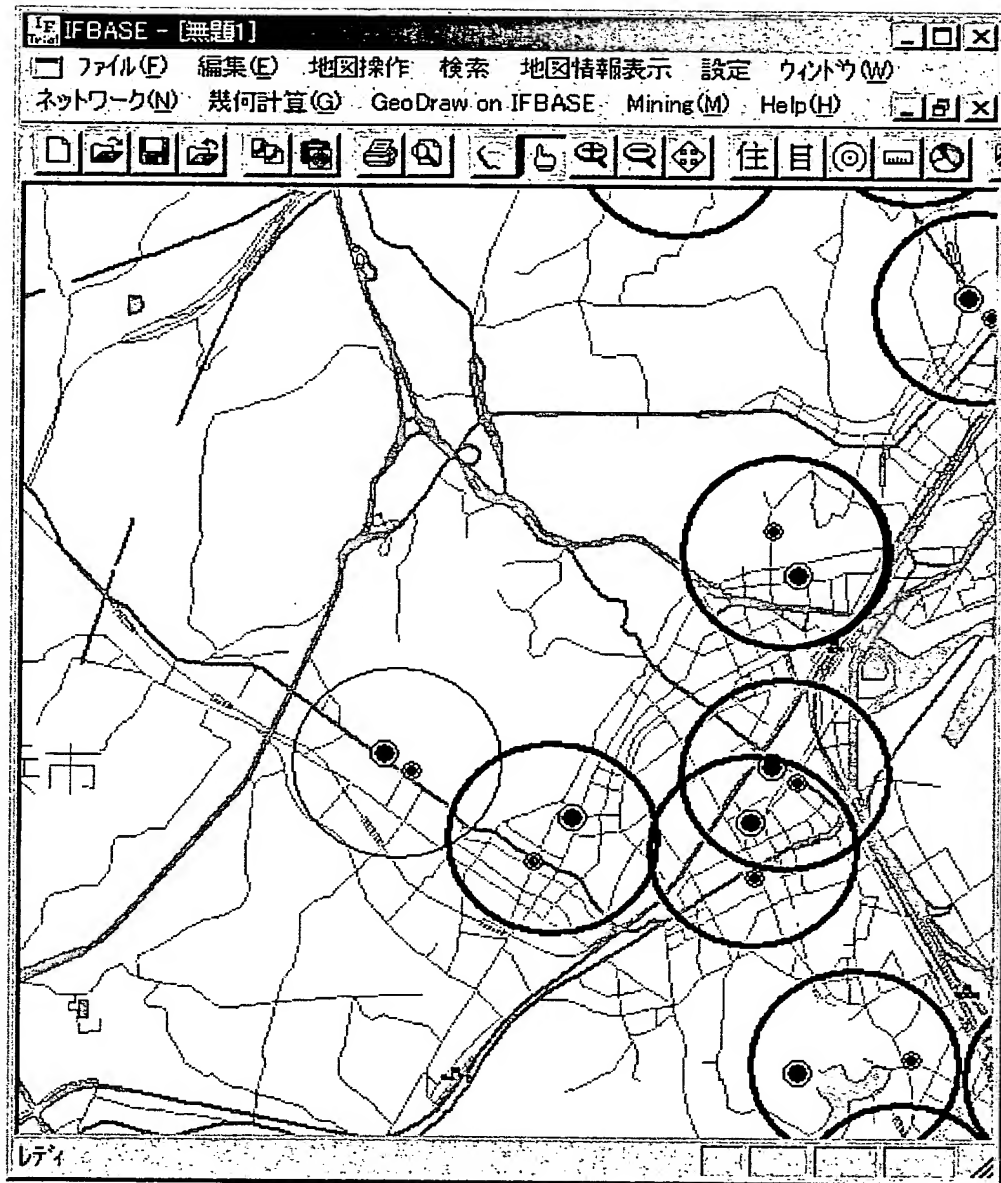 IFBASE - [無題1]
ファイル(F) 編集(E) 地図操作 検索 地図情報表示 設定 ウィンドウ(W)
ネットワーク(N) 幾何計算(G) GeoDraw on IFBASE Mining(M) Help(H)
住 目
市
レディ